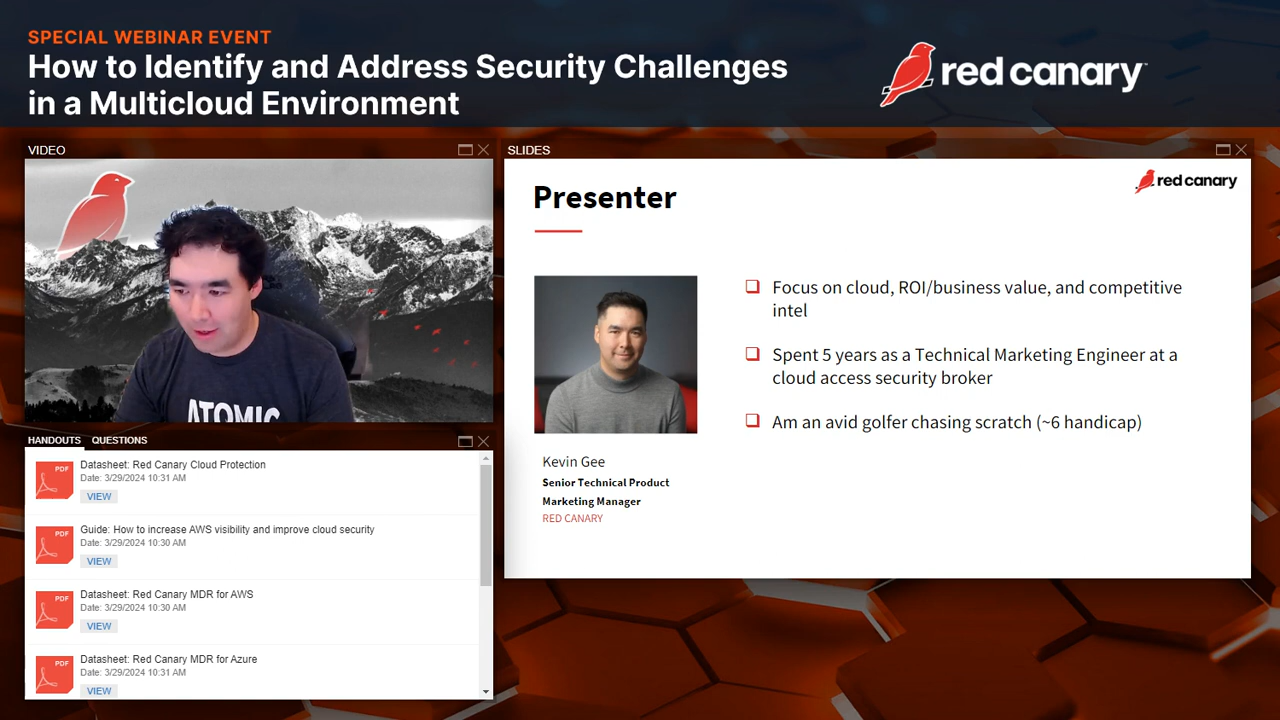 SPECIAL WEBINAR EVENT
How to Identify and Address Security Challenges
in a Multicloud Environment
red canary
VIDEO
ATOMIC
HANDOUTS QUESTIONS
PDF
Datasheet: Red Canary Cloud Protection
Date: 3/29/2024 10:31 AM
VIEW
PDF
Guide: How to increase AWS visibility and improve cloud security
Date: 3/29/2024 10:30 AM
VIEW
PDF
Datasheet: Red Canary MDR for AWS
Date: 3/29/2024 10:30 AM
VIEW
PDF
Datasheet: Red Canary MDR for Azure
Date: 3/29/2024 10:31 AM
VIEW
SLIDES
red canary
Presenter
Focus on cloud, ROI/business value, and competitive
intel
Spent 5 years as a Technical Marketing Engineer at a
cloud access security broker
Am an avid golfer chasing scratch (~6 handicap)
Kevin Gee
Senior Technical Product
Marketing Manager
RED CANARY